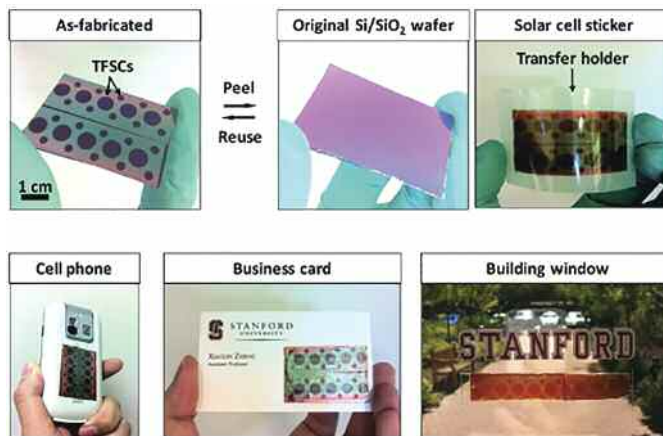 As-fabricated
TFSCs
1 cm
Peel
Reuse
Original Si/SiO₂ wafer
Solar cell sticker
Transfer holder
Cell phone
Business card
STANFORD
UNIVERSITY
Building window
STANFORD